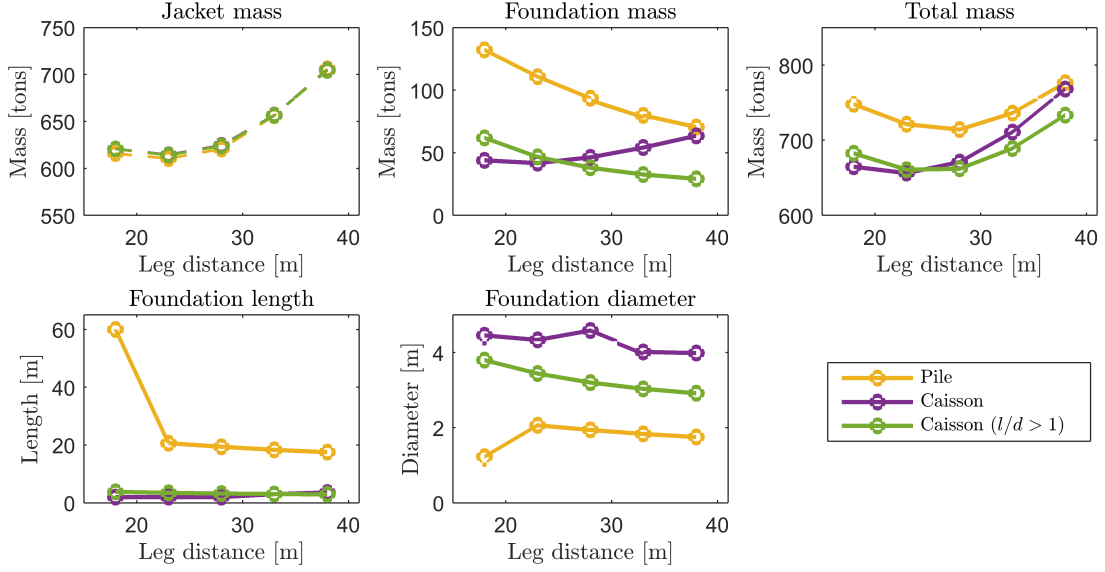 Jacket mass
750
700
650
600
550
Mass [tons]
20
30
40
Leg distance [m]
Foundation mass
150
100
50
0
Mass [tons]
20
30
40
Leg distance [m]
Total mass
800
700
600
Mass [tons]
20
30
40
Leg distance [m]
Foundation length
60
40
20
0
Length [m]
20
30
40
Leg distance [m]
Foundation diameter
4
2
0
Diameter [m]
20
30
40
Leg distance [m]
Pile
Caisson
Caisson (l/d > 1)